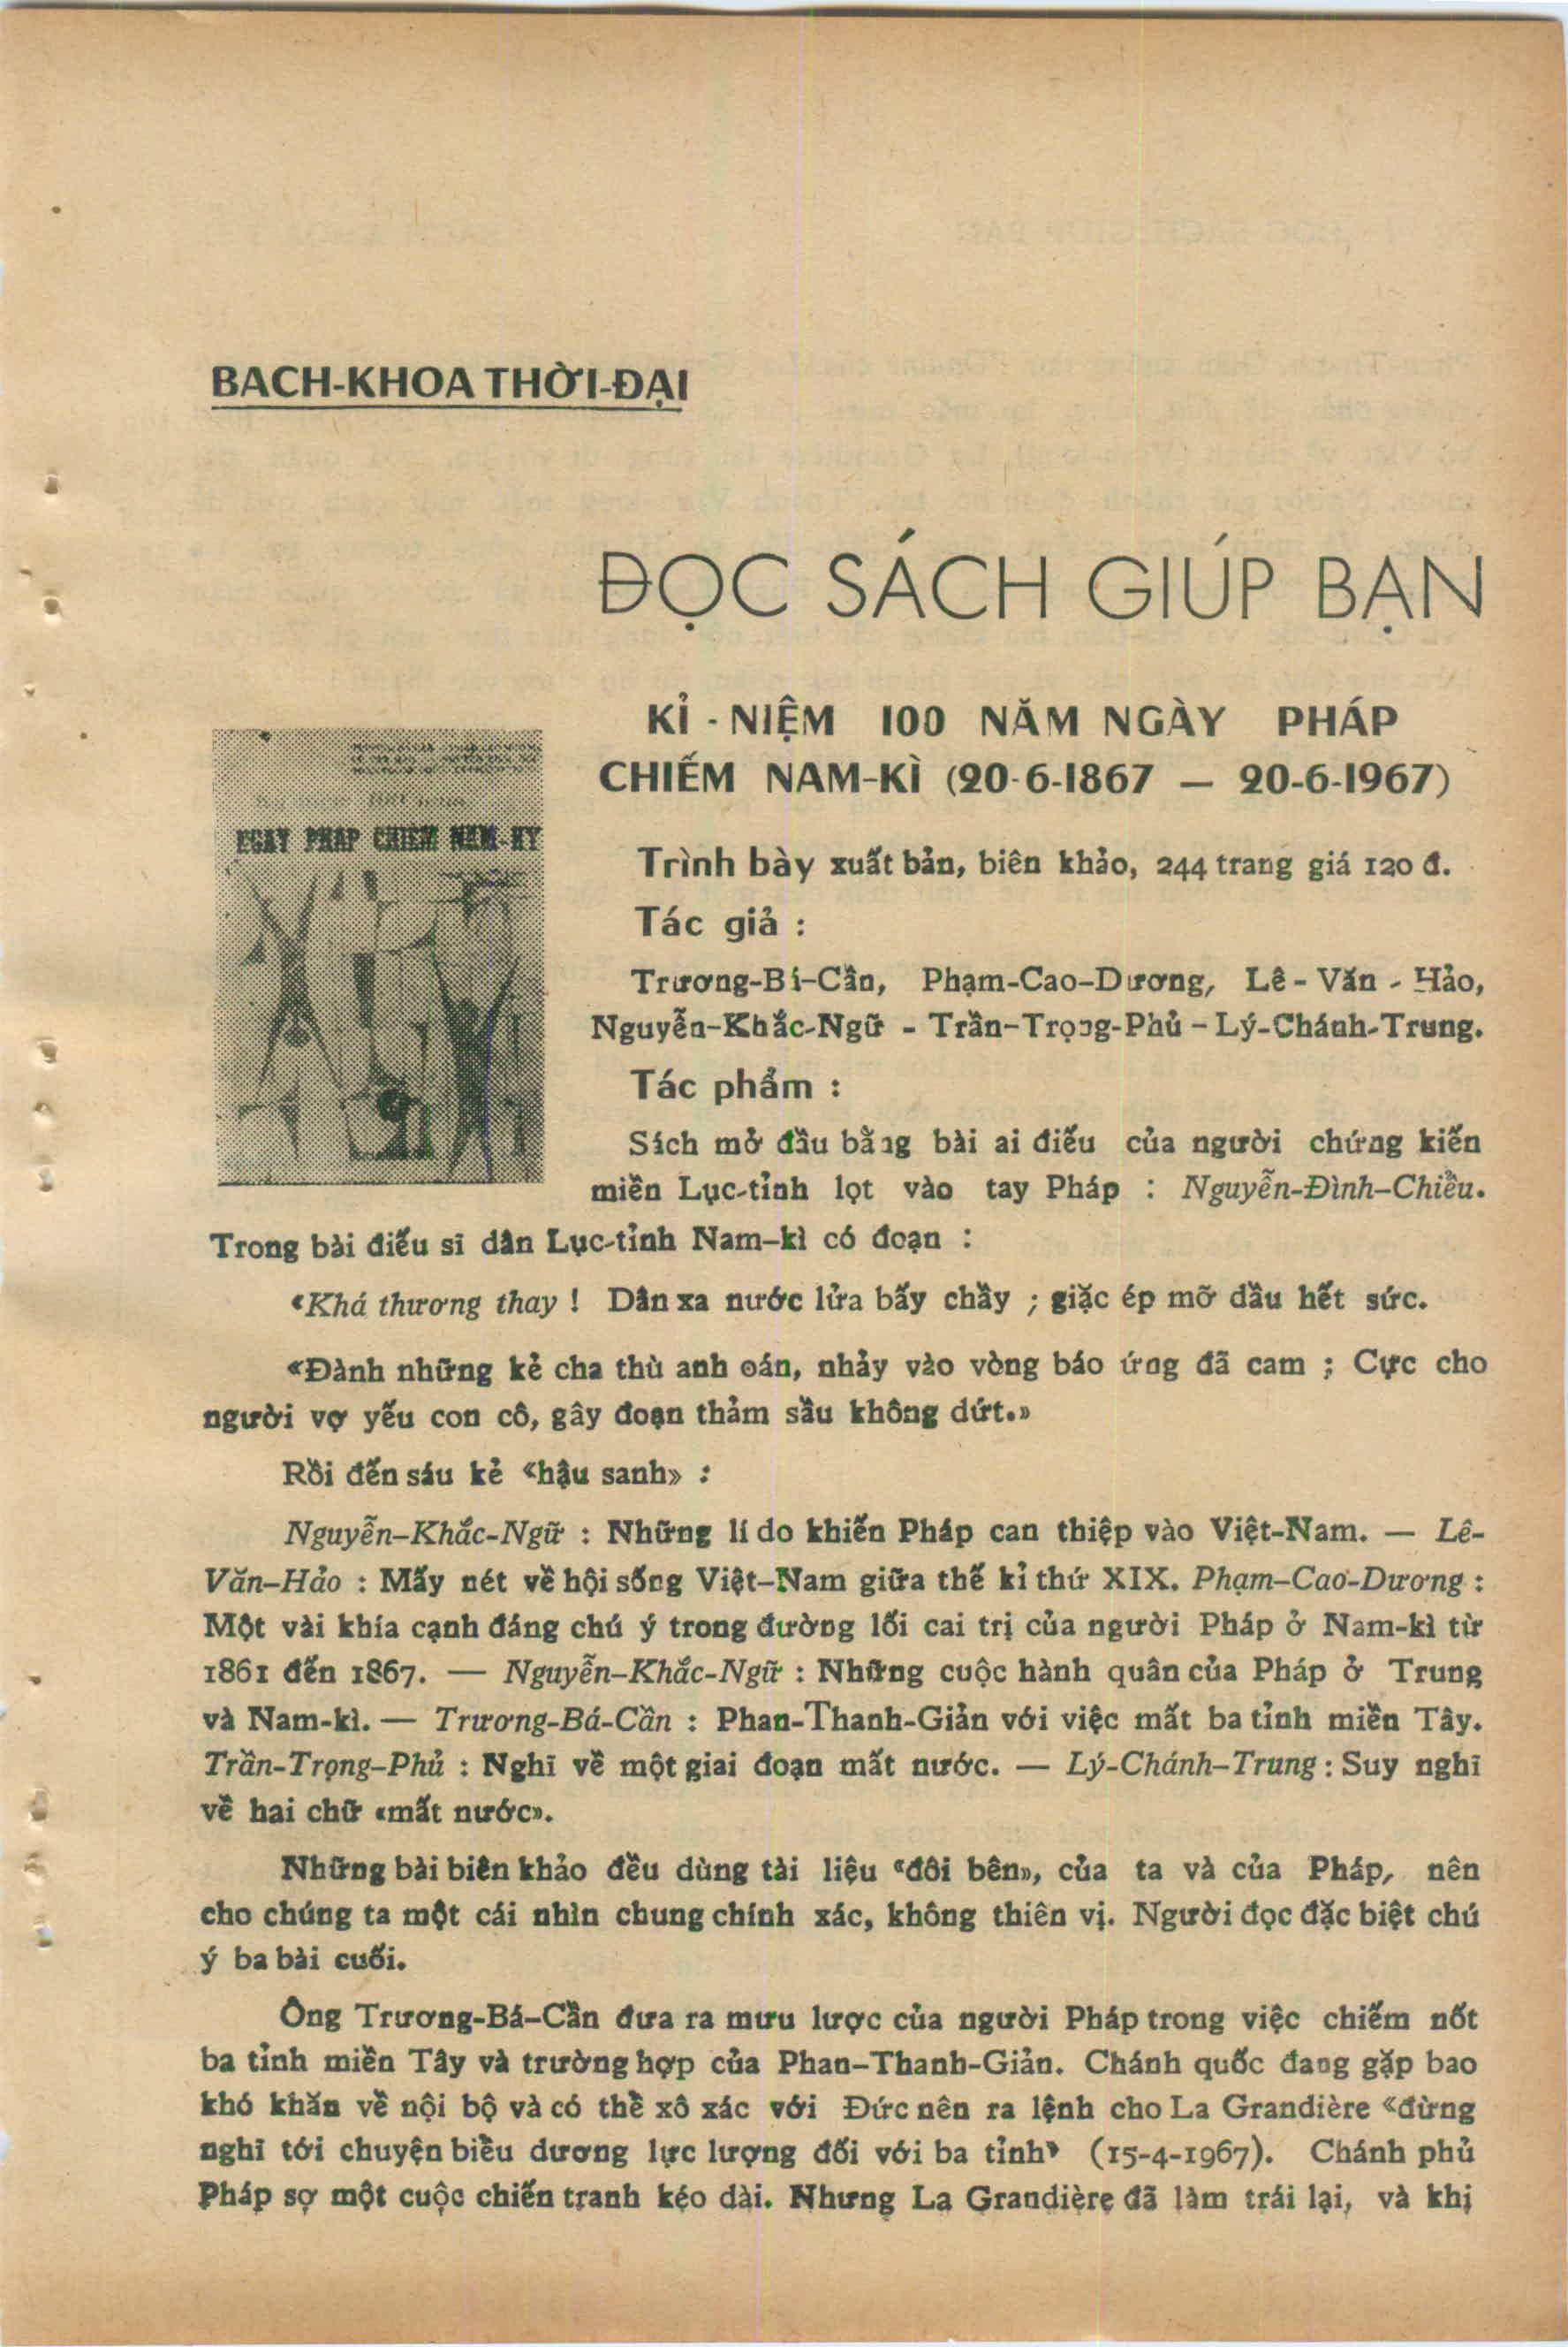 BACH-KHOA THỜI-ĐẠI
ĐỌC SÁCH GIÚP BẠN
KỈ - NIỆM 100 NĂM NGÀY PHÁP
CHIẾM NAM-KÌ (20-6-1867 — 20-6-1967)
NGAY PHAP CHIEM NAM-KY
Trình bày xuất bản, biên khảo, 244 trang giá 120 đ.
Tác giả :
Trương-Bá-Cần, Phạm-Cao-Dương, Lê - Văn - Hảo,
Nguyễn-Khắc-Ngữ - Trần-Trọng-Phủ - Lý-Chánh-Trung.
Tác phẩm :
Sách mở đầu bằng bài ai điếu của người chứng kiến
miền Lục-tỉnh lọt vào tay Pháp : Nguyễn-Đình-Chiều.
Trong bài điếu sĩ dân Lục-tỉnh Nam-kì có đoạn :
«Khá thương thay ! Dân xa nước lửa bấy chầy ; giặc ép mỡ dầu hết sức.
«Đành những kẻ cha thù anh oán, nhảy vào vòng báo ứng đã cam ; Cực cho
người vợ yếu con cô, gây đoạn thảm sầu không dứt.»
Rồi đến sáu kẻ «hậu sanh» :
Nguyễn-Khắc-Ngữ : Những lí do khiến Pháp can thiệp vào Việt-Nam. — Lê-
Văn-Hảo : Mấy nét về hội sống Việt-Nam giữa thế kỉ thứ XIX. Phạm-Cao-Dương :
Một vài khía cạnh đáng chú ý trong đường lối cai trị của người Pháp ở Nam-kì từ
1861 đến 1867. — Nguyễn-Khắc-Ngữ : Những cuộc hành quân của Pháp ở Trung
và Nam-kì. — Trương-Bá-Cần : Phan-Thanh-Giản với việc mất ba tỉnh miền Tây.
Trần-Trọng-Phủ : Nghĩ về một giai đoạn mất nước. — Lý-Chánh-Trung : Suy nghĩ
về hai chữ «mất nước».
Những bài biên khảo đều dùng tài liệu «đôi bên», của ta và của Pháp, nên
cho chúng ta một cái nhìn chung chính xác, không thiên vị. Người đọc đặc biệt chú
ý ba bài cuối.
Ông Trương-Bá-Cần đưa ra mưu lược của người Pháp trong việc chiếm nốt
ba tỉnh miền Tây và trường hợp của Phan-Thanh-Giản. Chánh quốc đang gặp bao
khó khăn về nội bộ và có thể xô xác với Đức nên ra lệnh cho La Grandière «đừng
nghĩ tới chuyện biều dương lực lượng đối với ba tỉnh» (15-4-1967). Chánh phủ
Pháp sợ một cuộc chiến tranh kéo dài. Nhưng La Grandière đã làm trái lại, và khi